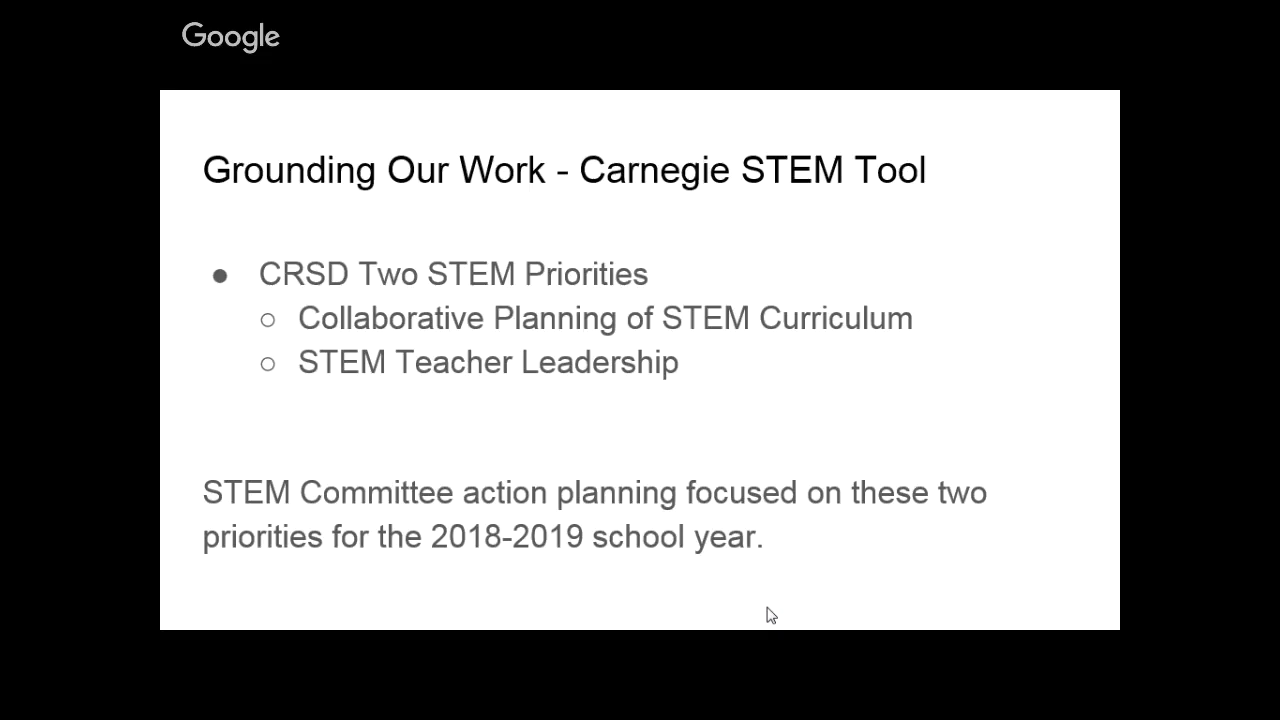 Google
Grounding Our Work - Carnegie STEM Tool
● CRSD Two STEM Priorities
○ Collaborative Planning of STEM Curriculum
○ STEM Teacher Leadership
STEM Committee action planning focused on these two
priorities for the 2018-2019 school year.